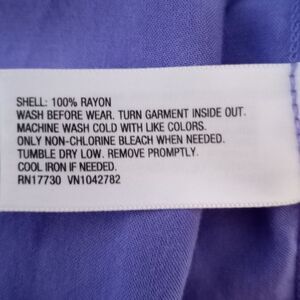 SHELL: 100% RAYON
WASH BEFORE WEAR. TURN GARMENT INSIDE OUT.
MACHINE WASH COLD WITH LIKE COLORS.
ONLY NON-CHLORINE BLEACH WHEN NEEDED.
TUMBLE DRY LOW. REMOVE PROMPTLY.
COOL IRON IF NEEDED.
RN17730 VN1042782